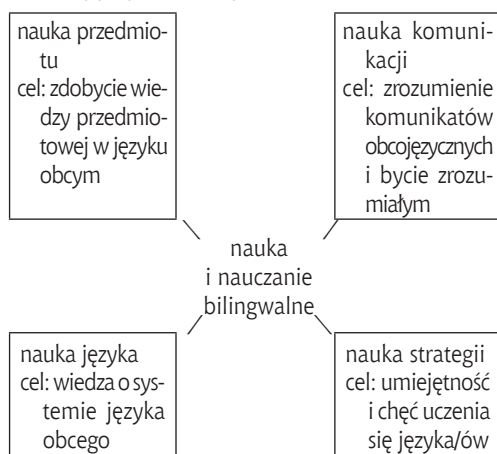 nauka przedmio-
tu
cel: zdobycie wie-
dzy przedmio-
towej w języku
obcym
nauka komuni-
kacji
cel: zrozumienie
komunikatów
obcojęzycznych
i bycie zrozu-
miałym
nauka
i nauczanie
bilingwalne
nauka języka
cel: wiedza o sys-
temie języka
obcego
nauka strategii
cel: umiejętność
i chęć uczenia
się języka/ów